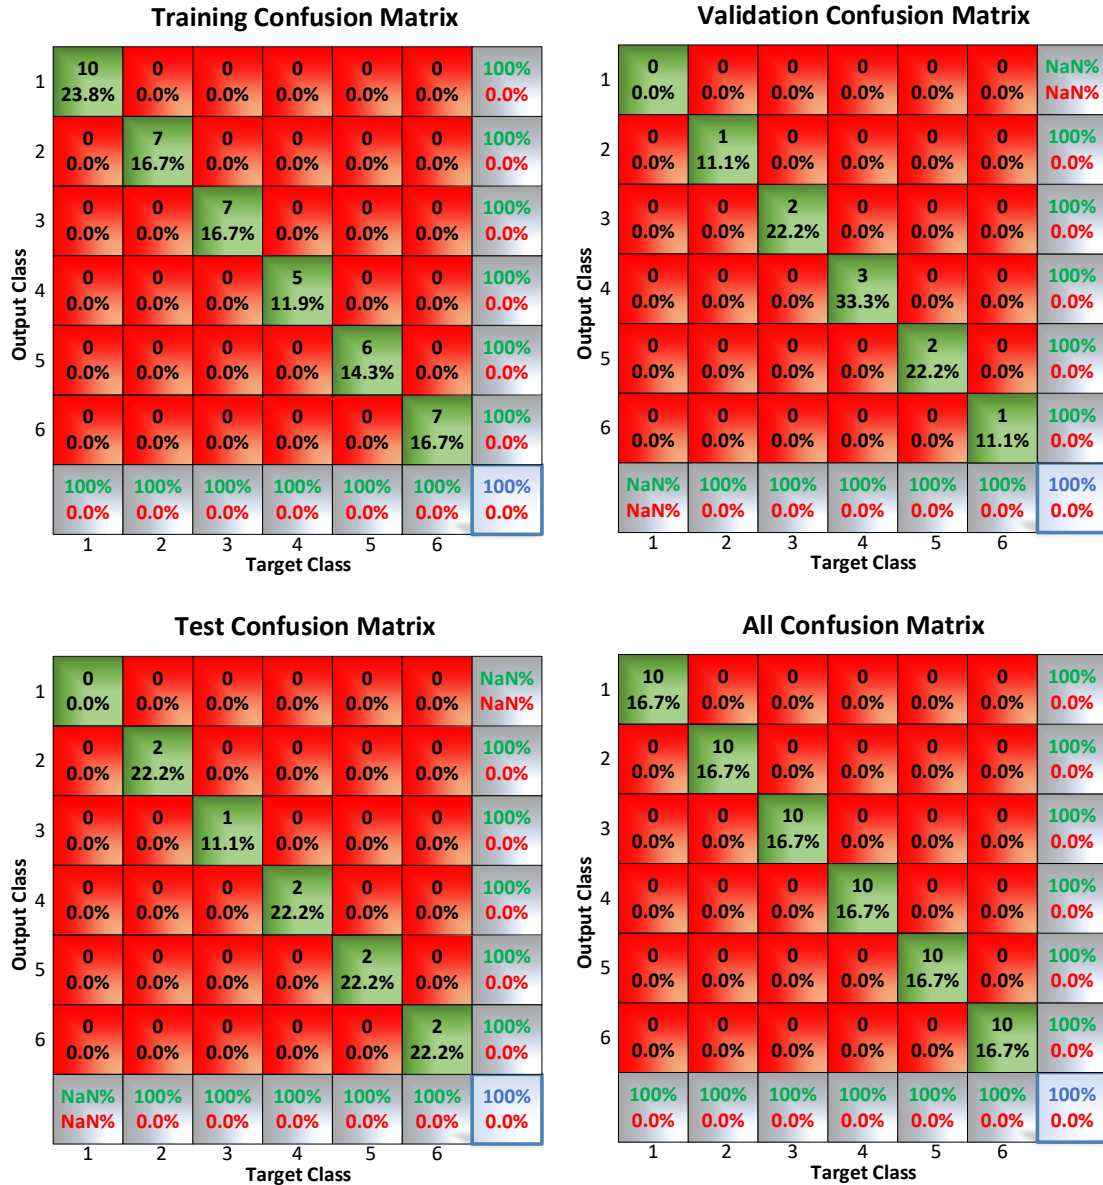 Training Confusion Matrix
Output Class
1 10 0 0 0 0 0 100%
23.8% 0.0% 0.0% 0.0% 0.0% 0.0% 0.0%
2 0 7 0 0 0 0 100%
0.0% 16.7% 0.0% 0.0% 0.0% 0.0% 0.0%
3 0 0 7 0 0 0 100%
0.0% 0.0% 16.7% 0.0% 0.0% 0.0% 0.0%
4 0 0 0 5 0 0 100%
0.0% 0.0% 0.0% 11.9% 0.0% 0.0% 0.0%
5 0 0 0 0 6 0 100%
0.0% 0.0% 0.0% 0.0% 14.3% 0.0% 0.0%
6 0 0 0 0 0 7 100%
0.0% 0.0% 0.0% 0.0% 0.0% 16.7% 0.0%
100% 100% 100% 100% 100% 100% 100%
0.0% 0.0% 0.0% 0.0% 0.0% 0.0% 0.0%
1 2 3 4 5 6
Target Class
Validation Confusion Matrix
Output Class
1 0 0 0 0 0 0 NaN%
0.0% 0.0% 0.0% 0.0% 0.0% 0.0% NaN%
2 0 1 0 0 0 0 100%
0.0% 11.1% 0.0% 0.0% 0.0% 0.0% 0.0%
3 0 0 2 0 0 0 100%
0.0% 0.0% 22.2% 0.0% 0.0% 0.0% 0.0%
4 0 0 0 3 0 0 100%
0.0% 0.0% 0.0% 33.3% 0.0% 0.0% 0.0%
5 0 0 0 0 2 0 100%
0.0% 0.0% 0.0% 0.0% 22.2% 0.0% 0.0%
6 0 0 0 0 0 1 100%
0.0% 0.0% 0.0% 0.0% 0.0% 11.1% 0.0%
NaN% 100% 100% 100% 100% 100% 100%
NaN% 0.0% 0.0% 0.0% 0.0% 0.0% 0.0%
1 2 3 4 5 6
Target Class
Test Confusion Matrix
Output Class
1 0 0 0 0 0 0 NaN%
0.0% 0.0% 0.0% 0.0% 0.0% 0.0% NaN%
2 0 2 0 0 0 0 100%
0.0% 22.2% 0.0% 0.0% 0.0% 0.0% 0.0%
3 0 0 1 0 0 0 100%
0.0% 0.0% 11.1% 0.0% 0.0% 0.0% 0.0%
4 0 0 0 2 0 0 100%
0.0% 0.0% 0.0% 22.2% 0.0% 0.0% 0.0%
5 0 0 0 0 2 0 100%
0.0% 0.0% 0.0% 0.0% 22.2% 0.0% 0.0%
6 0 0 0 0 0 2 100%
0.0% 0.0% 0.0% 0.0% 0.0% 22.2% 0.0%
NaN% 100% 100% 100% 100% 100% 100%
NaN% 0.0% 0.0% 0.0% 0.0% 0.0% 0.0%
1 2 3 4 5 6
Target Class
All Confusion Matrix
Output Class
1 10 0 0 0 0 0 100%
16.7% 0.0% 0.0% 0.0% 0.0% 0.0% 0.0%
2 0 10 0 0 0 0 100%
0.0% 16.7% 0.0% 0.0% 0.0% 0.0% 0.0%
3 0 0 10 0 0 0 100%
0.0% 0.0% 16.7% 0.0% 0.0% 0.0% 0.0%
4 0 0 0 10 0 0 100%
0.0% 0.0% 0.0% 16.7% 0.0% 0.0% 0.0%
5 0 0 0 0 10 0 100%
0.0% 0.0% 0.0% 0.0% 16.7% 0.0% 0.0%
6 0 0 0 0 0 10 100%
0.0% 0.0% 0.0% 0.0% 0.0% 16.7% 0.0%
100% 100% 100% 100% 100% 100% 100%
0.0% 0.0% 0.0% 0.0% 0.0% 0.0% 0.0%
1 2 3 4 5 6
Target Class